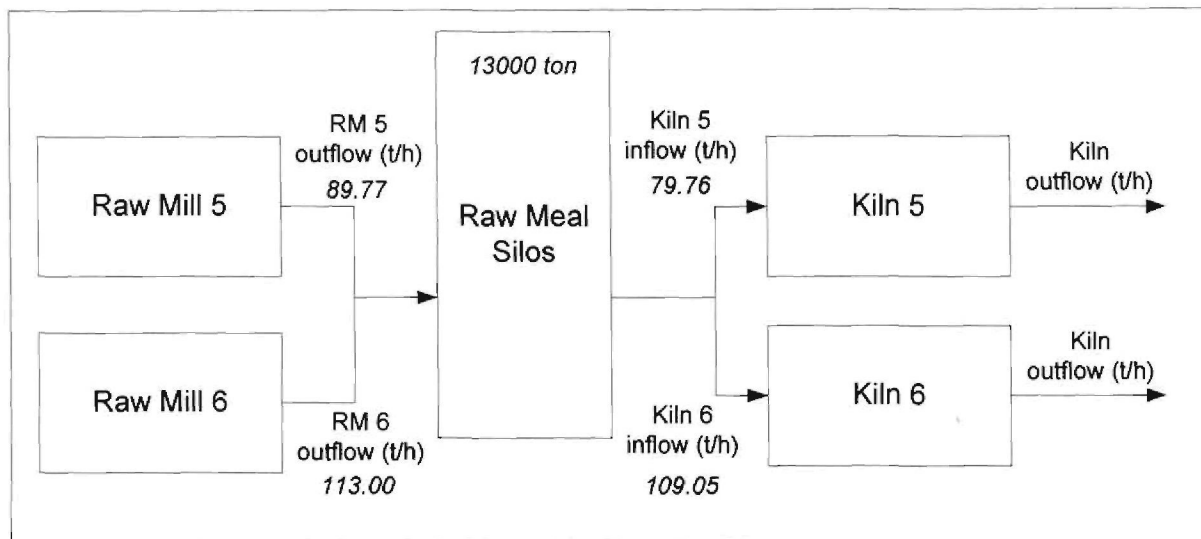 13000 ton
RM 5
outflow (t/h)
89.77
Raw Mill 5
Raw Mill 6
RM 6
outflow (t/h)
113.00
Raw Meal
Silos
Kiln 5
inflow (t/h)
79.76
Kiln 6
inflow (t/h)
109.05
Kiln 5
Kiln
outflow (t/h)
Kiln 6
Kiln
outflow (t/h)